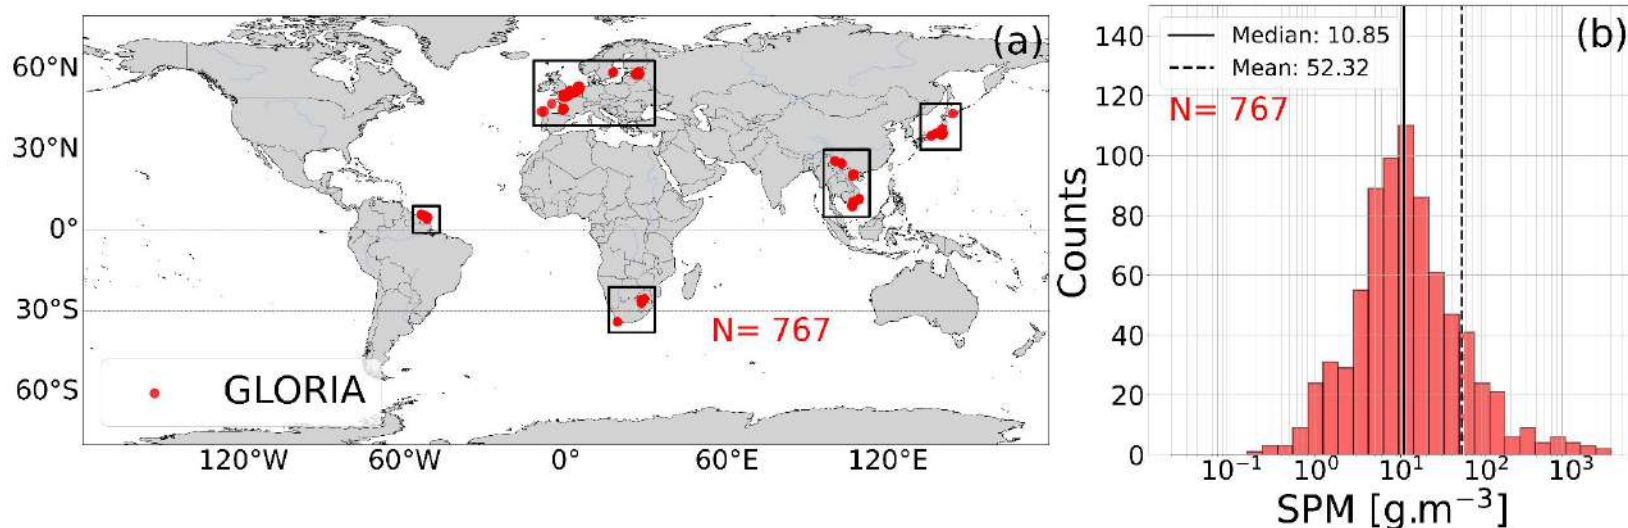 (a)
60°N
30°N
0°
30°S
60°S
N= 767
GLORIA
120°W
60°W
0°
60°E
120°E
(b)
Median: 10.85
Mean: 52.32
N= 767
Counts
140
120
100
80
60
40
20
0
10⁻¹
10⁰
10¹
10²
10³
SPM [g.m⁻³]